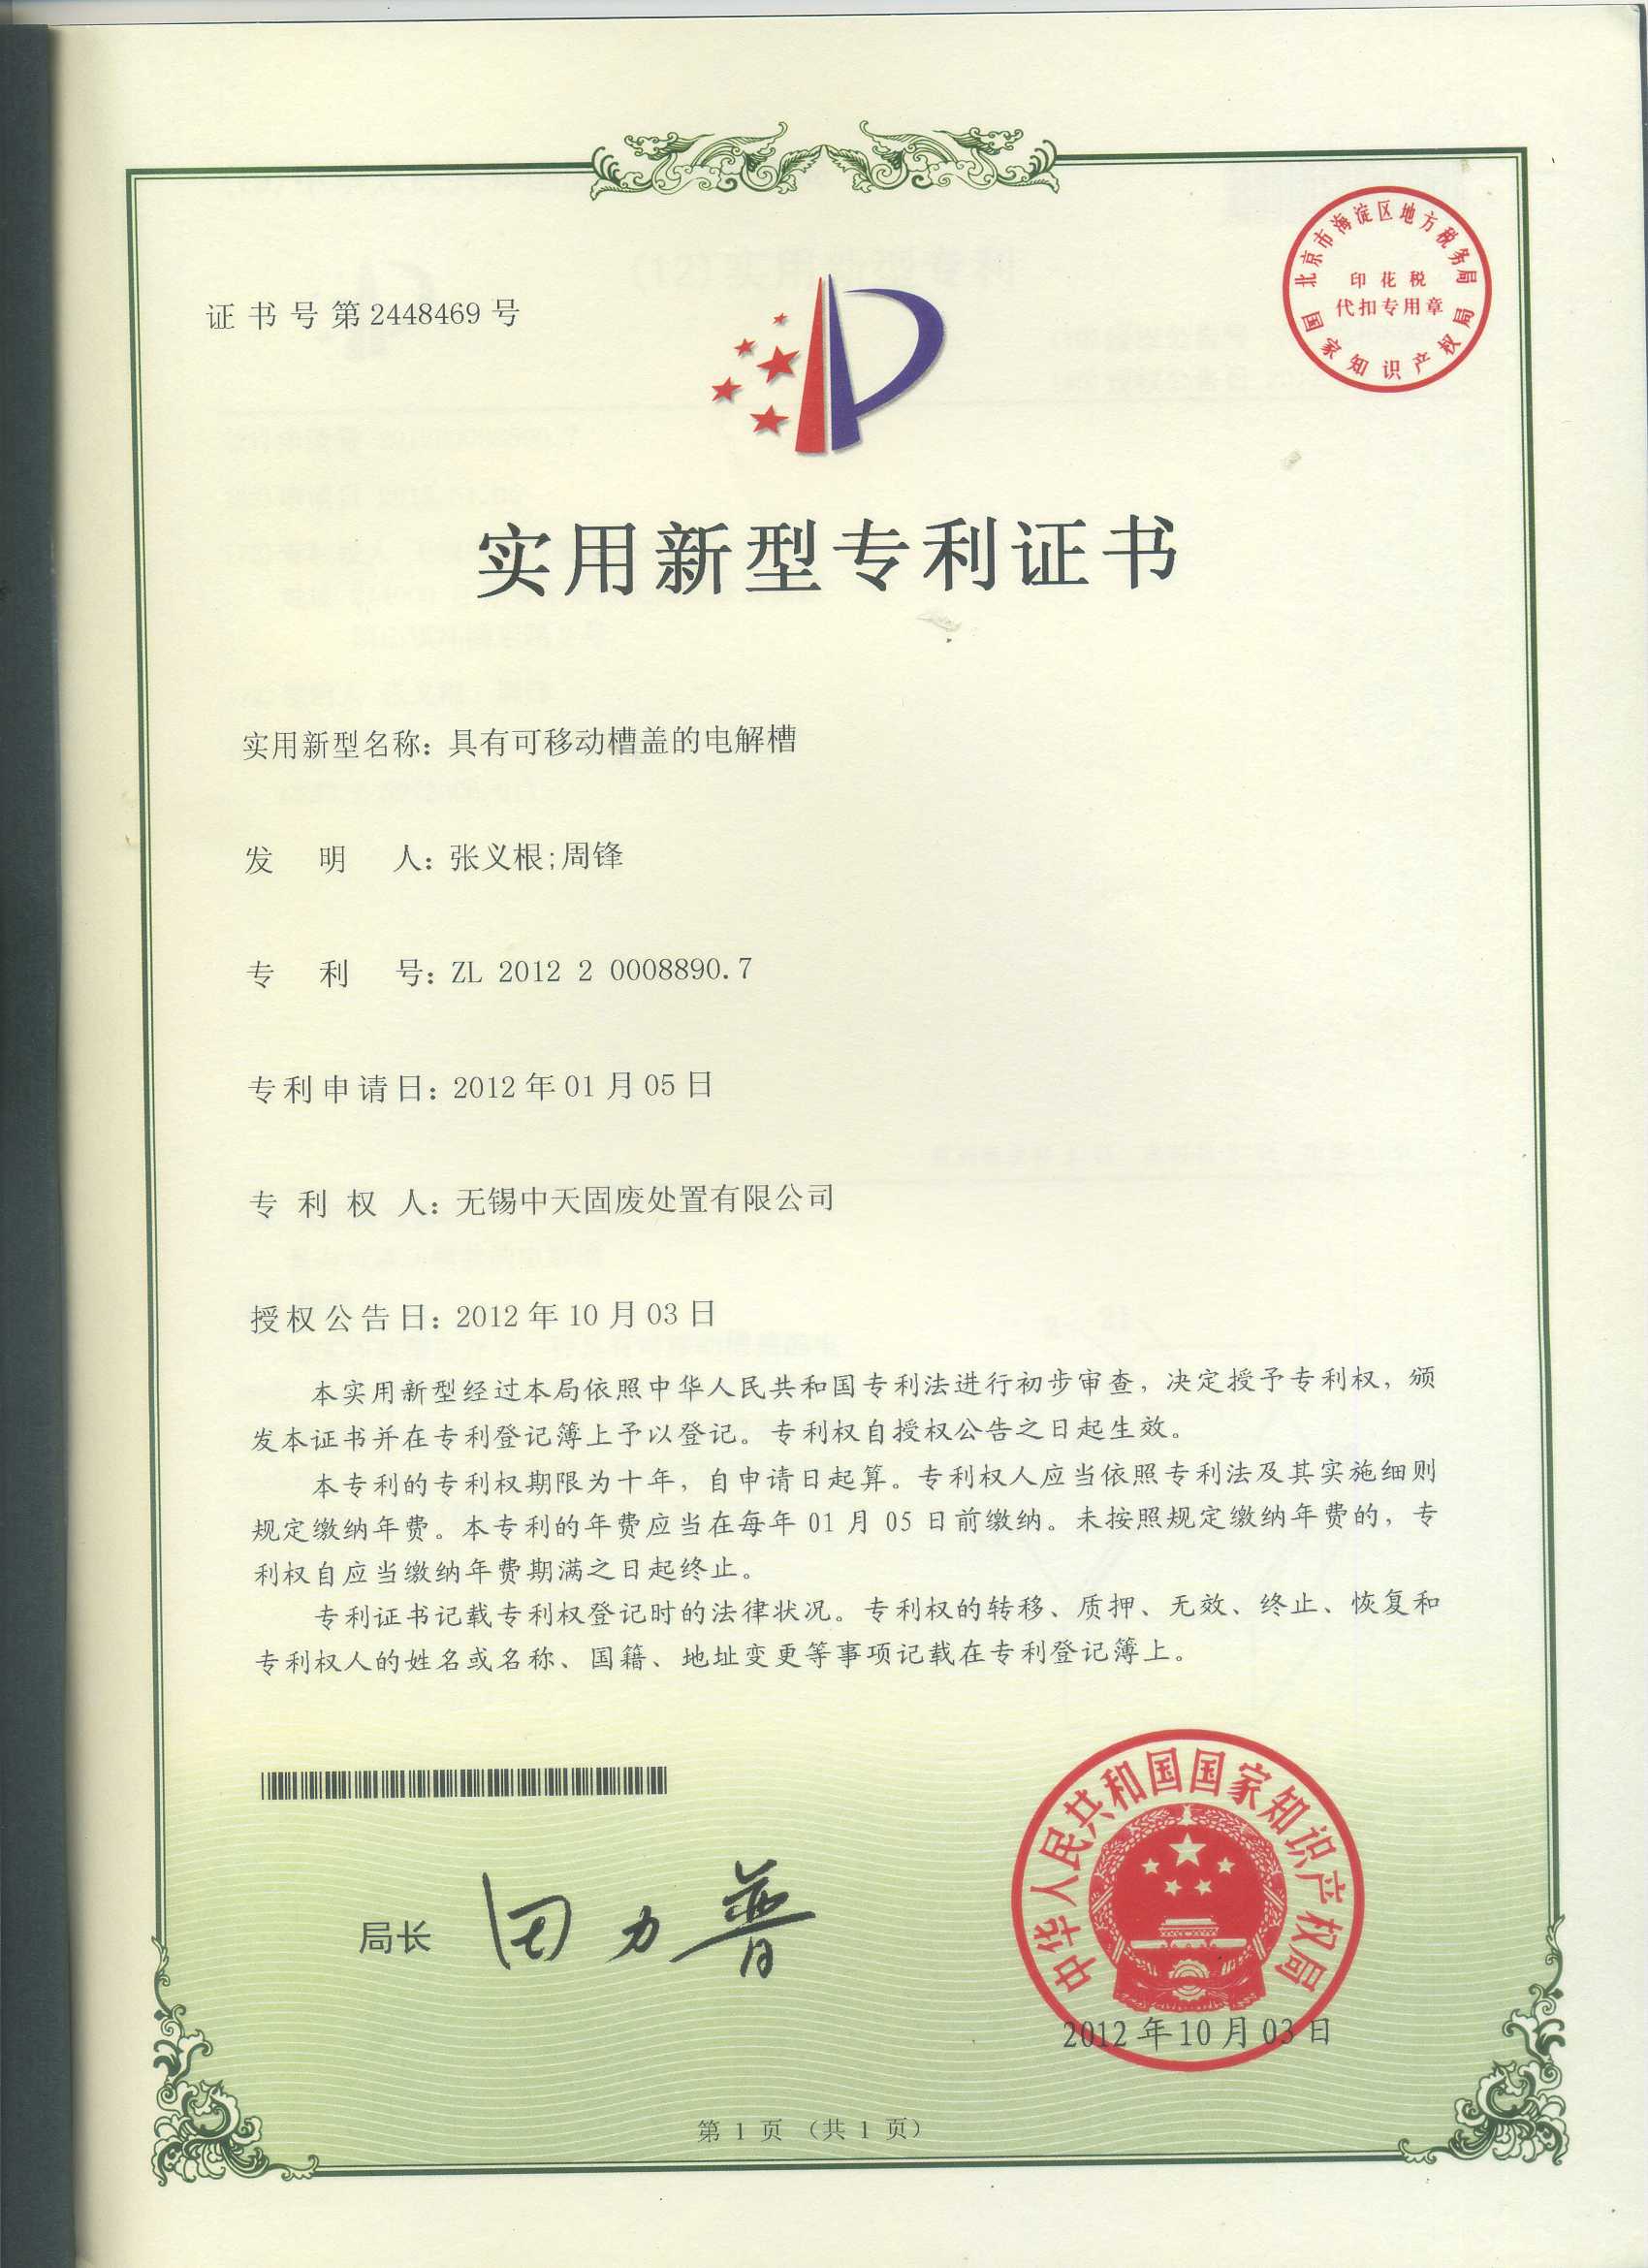 证书号第2448469号
北京市海淀区地方税务局
印花税
代扣专用章
国家知识产权局
实用新型专利证书
实用新型名称：具有可移动槽盖的电解槽
发明人：张义根;周锋
专利号：ZL 2012 2 0008890.7
专利申请日：2012年01月05日
专利权人：无锡中天固废处置有限公司
授权公告日：2012年10月03日
本实用新型经过本局依照中华人民共和国专利法进行初步审查，决定授予专利权，颁
发本证书并在专利登记簿上予以登记。专利权自授权公告之日起生效。
本专利的专利权期限为十年，自申请日起算。专利权人应当依照专利法及其实施细则
规定缴纳年费。本专利的年费应当在每年01月05日前缴纳。未按照规定缴纳年费的，专
利权自应当缴纳年费期满之日起终止。
专利证书记载专利权登记时的法律状况。专利权的转移、质押、无效、终止、恢复和
专利权人的姓名或名称、国籍、地址变更等事项记载在专利登记簿上。
局长 田力普
中华人民共和国国家知识产权局
2012年10月03日
第1页（共1页）